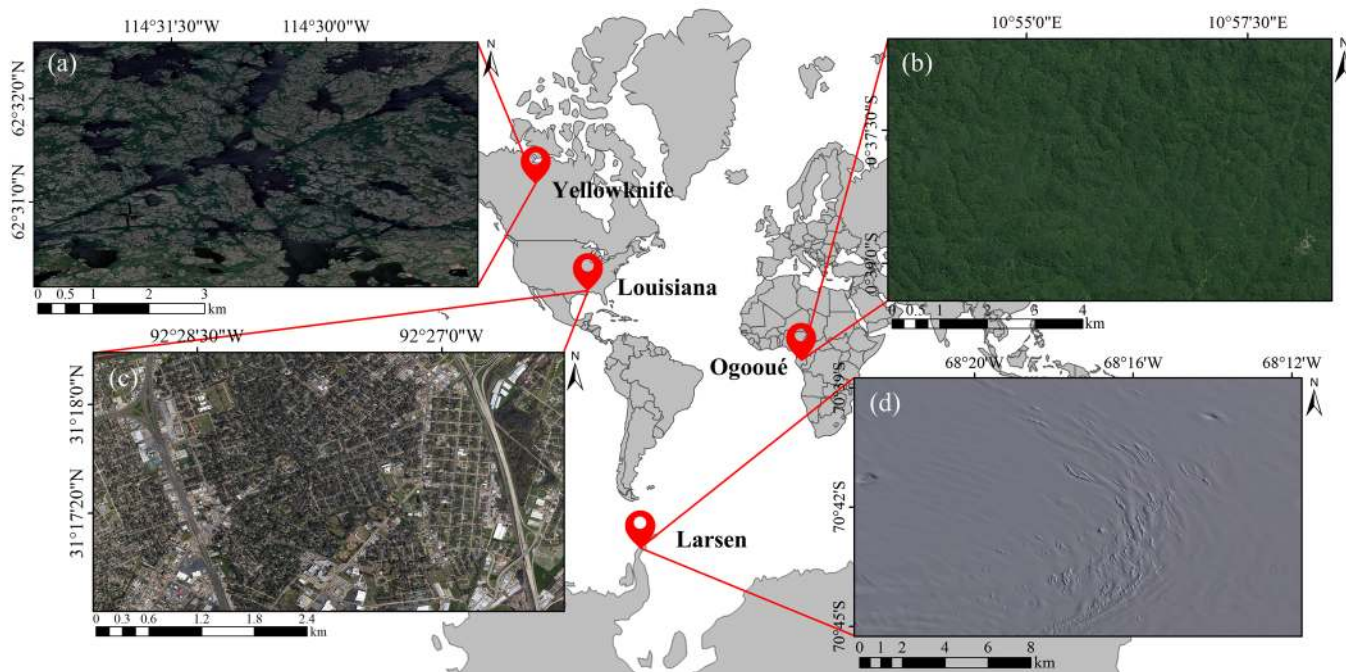 114°31'30"W
114°30'0"W
N
(a)
62°32'0"N
62°31'0"N
0 0.5 1 2 3
km
10°55'0"E
10°57'30"E
N
(b)
0°37'30"S
0°39'0"S
0 0.5 1 2 3 4
km
Yellowknife
Louisiana
Ogooué
Larsen
92°28'30"W
92°27'0"W
N
(c)
31°18'0"N
31°17'20"N
0 0.3 0.6 1.2 1.8 2.4
km
68°20'W
68°16'W
68°12'W
N
(d)
70°39'S
70°42'S
70°45'S
0 1 2 4 6 8
km